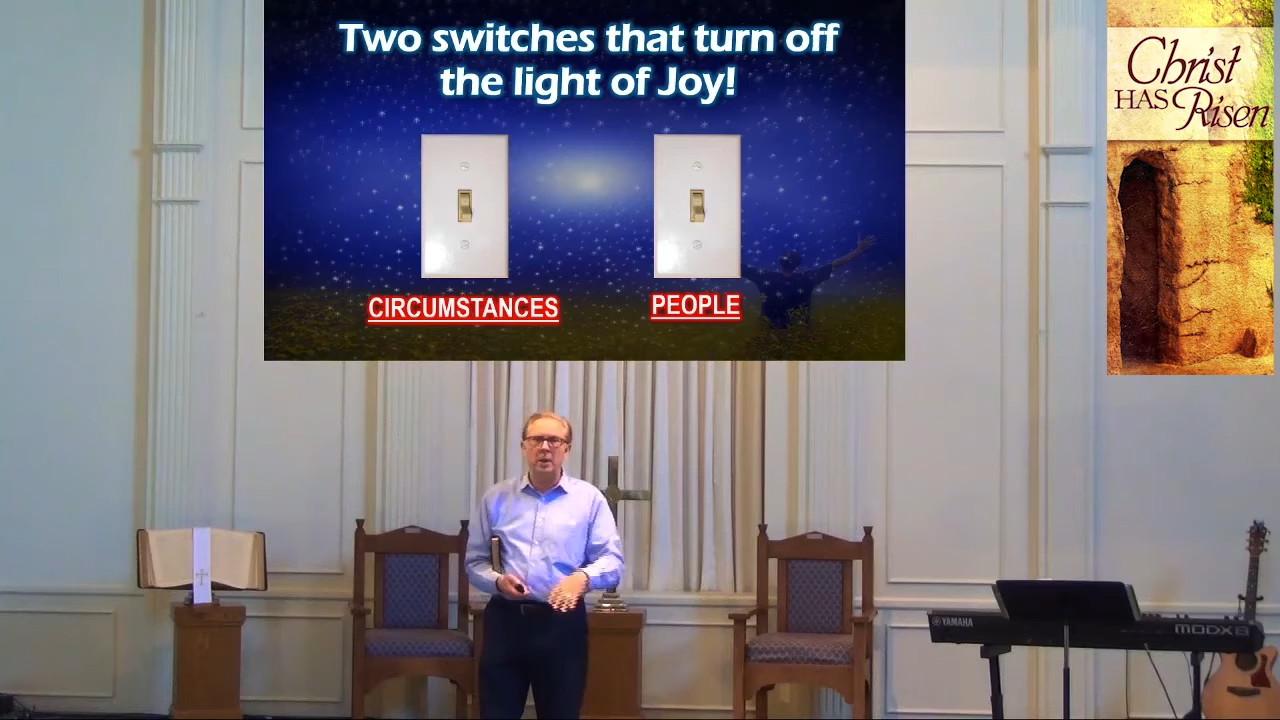 Two switches that turn off
the light of Joy!
CIRCUMSTANCES
PEOPLE
Christ
HAS Risen
YAMAHA
MODX8